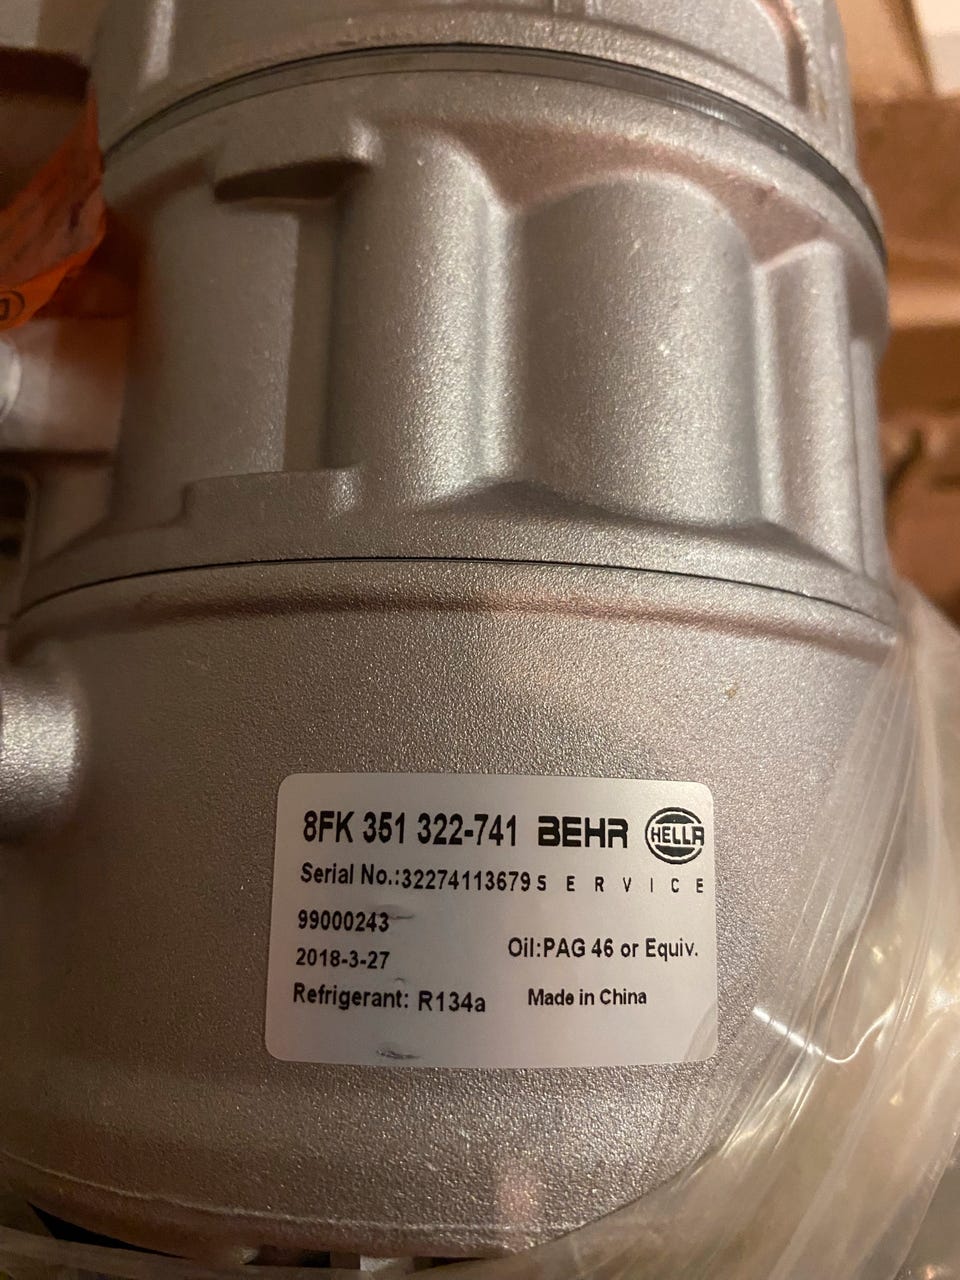 8FK 351 322-741 BEHR HELLA
Serial No.:32274113679 SERVICE
99000243
2018-3-27 Oil:PAG 46 or Equiv.
Refrigerant: R134a Made in China